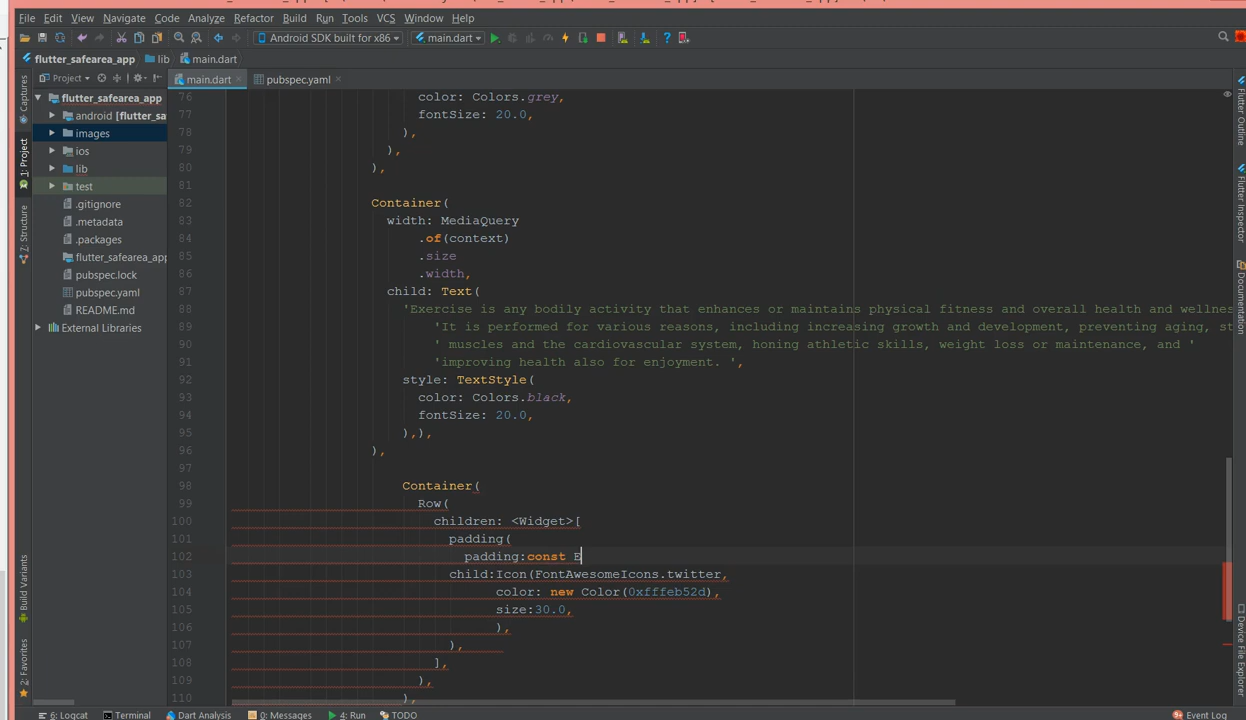 File Edit View Navigate Code Analyze Refactor Build Run Tools VCS Window Help
Android SDK built for x86 main.dart
flutter_safearea_app lib main.dart
Project main.dart pubspec.yaml
flutter_safearea_app
android [flutter_sa
images
ios
lib
test
.gitignore
.metadata
.packages
flutter_safearea_app
pubspec.lock
pubspec.yaml
README.md
External Libraries
Captures
1: Project
7: Structure
Build Variants
2: Favorites
76 color: Colors.grey,
77 fontSize: 20.0,
78 ),
79 ),
80 ),
81
82 Container(
83 width: MediaQuery
84 .of(context)
85 .size
86 .width,
87 child: Text(
88 'Exercise is any bodily activity that enhances or maintains physical fitness and overall health and wellnes
89 'It is performed for various reasons, including increasing growth and development, preventing aging, st
90 ' muscles and the cardiovascular system, honing athletic skills, weight loss or maintenance, and '
91 'improving health also for enjoyment. ',
92 style: TextStyle(
93 color: Colors.black,
94 fontSize: 20.0,
95 ),),
96 ),
97
98 Container(
99 Row(
100 children: <Widget>[
101 padding(
102 padding:const E
103 child:Icon(FontAwesomeIcons.twitter,
104 color: new Color(0xfffeb52d),
105 size:30.0,
106 ),
107 ),
108 ],
109 ),
110 ),
Flutter Outline
Flutter Inspector
Documentation
Device File Explorer
6: Logcat Terminal Dart Analysis 0: Messages 4: Run TODO 9+ Event Log